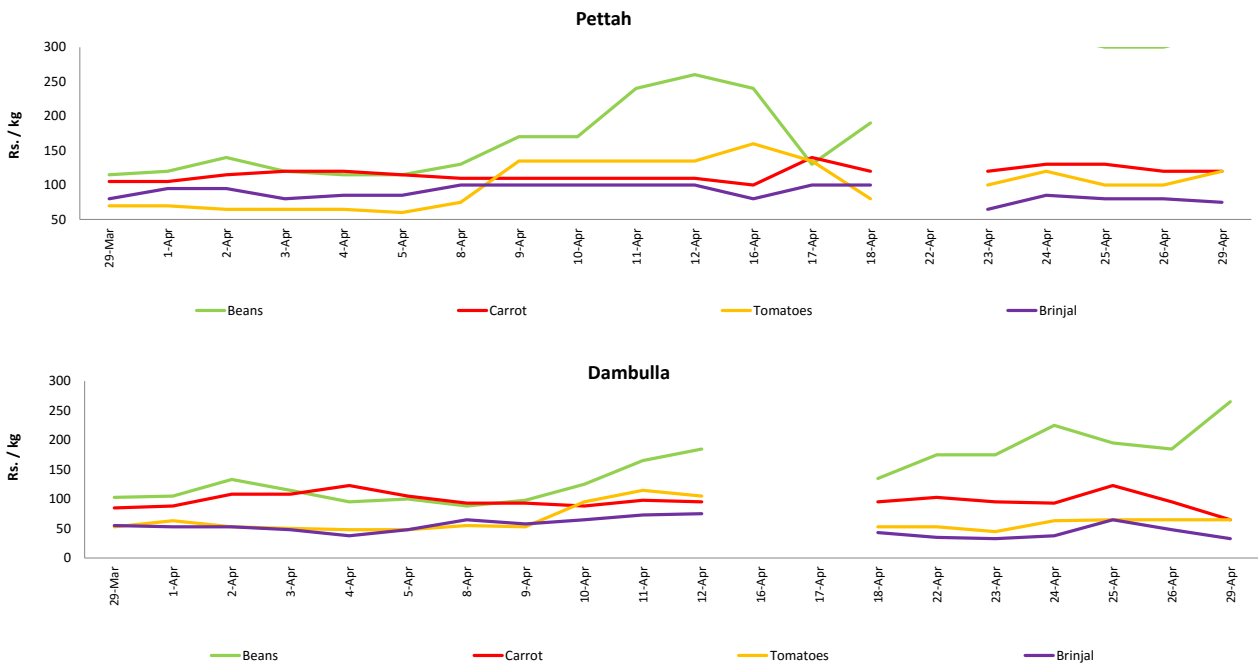 Pettah
300
250
200
150
100
50
Rs. / kg
29-Mar 1-Apr 2-Apr 3-Apr 4-Apr 5-Apr 8-Apr 9-Apr 10-Apr 11-Apr 12-Apr 16-Apr 17-Apr 18-Apr 22-Apr 23-Apr 24-Apr 25-Apr 26-Apr 29-Apr
Beans Carrot Tomatoes Brinjal
Dambulla
300
250
200
150
100
50
0
Rs. / kg
29-Mar 1-Apr 2-Apr 3-Apr 4-Apr 5-Apr 8-Apr 9-Apr 10-Apr 11-Apr 12-Apr 16-Apr 17-Apr 18-Apr 22-Apr 23-Apr 24-Apr 25-Apr 26-Apr 29-Apr
Beans Carrot Tomatoes Brinjal